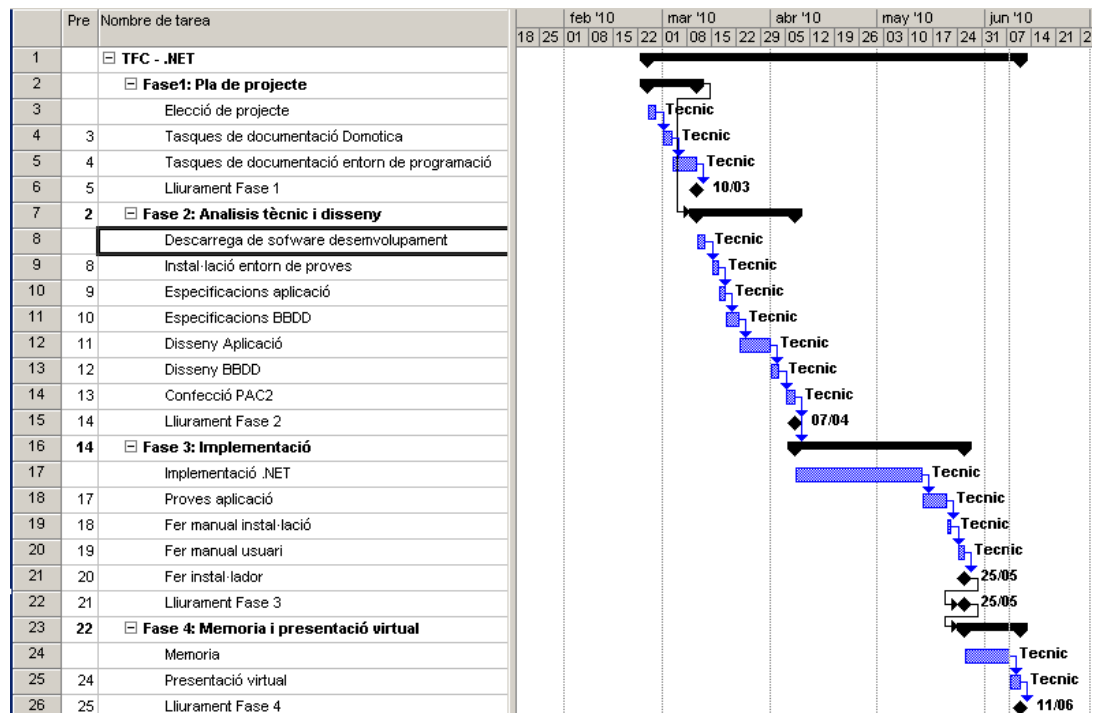 Pre Nombre de tarea feb '10 mar '10 abr '10 may '10 jun '10
18 25 01 08 15 22 01 08 15 22 29 05 12 19 26 03 10 17 24 31 07 14 21 2
1 TFC - .NET
2 Fase1: Pla de projecte
3 Elecció de projecte Tecnic
4 3 Tasques de documentació Domotica Tecnic
5 4 Tasques de documentació entorn de programació Tecnic
6 5 Lliurament Fase 1 10/03
7 2 Fase 2: Analisis tècnic i disseny
8 Descarrega de sofware desemvolupament Tecnic
9 8 Instal·lació entorn de proves Tecnic
10 9 Especificacions aplicació Tecnic
11 10 Especificacions BBDD Tecnic
12 11 Disseny Aplicació Tecnic
13 12 Disseny BBDD Tecnic
14 13 Confecció PAC2 Tecnic
15 14 Lliurament Fase 2 07/04
16 14 Fase 3: Implementació
17 Implementació .NET Tecnic
18 17 Proves aplicació Tecnic
19 18 Fer manual instal·lació Tecnic
20 19 Fer manual usuari Tecnic
21 20 Fer instal·lador 25/05
22 21 Lliurament Fase 3 25/05
23 22 Fase 4: Memoria i presentació virtual
24 Memoria Tecnic
25 24 Presentació virtual Tecnic
26 25 Lliurament Fase 4 11/06